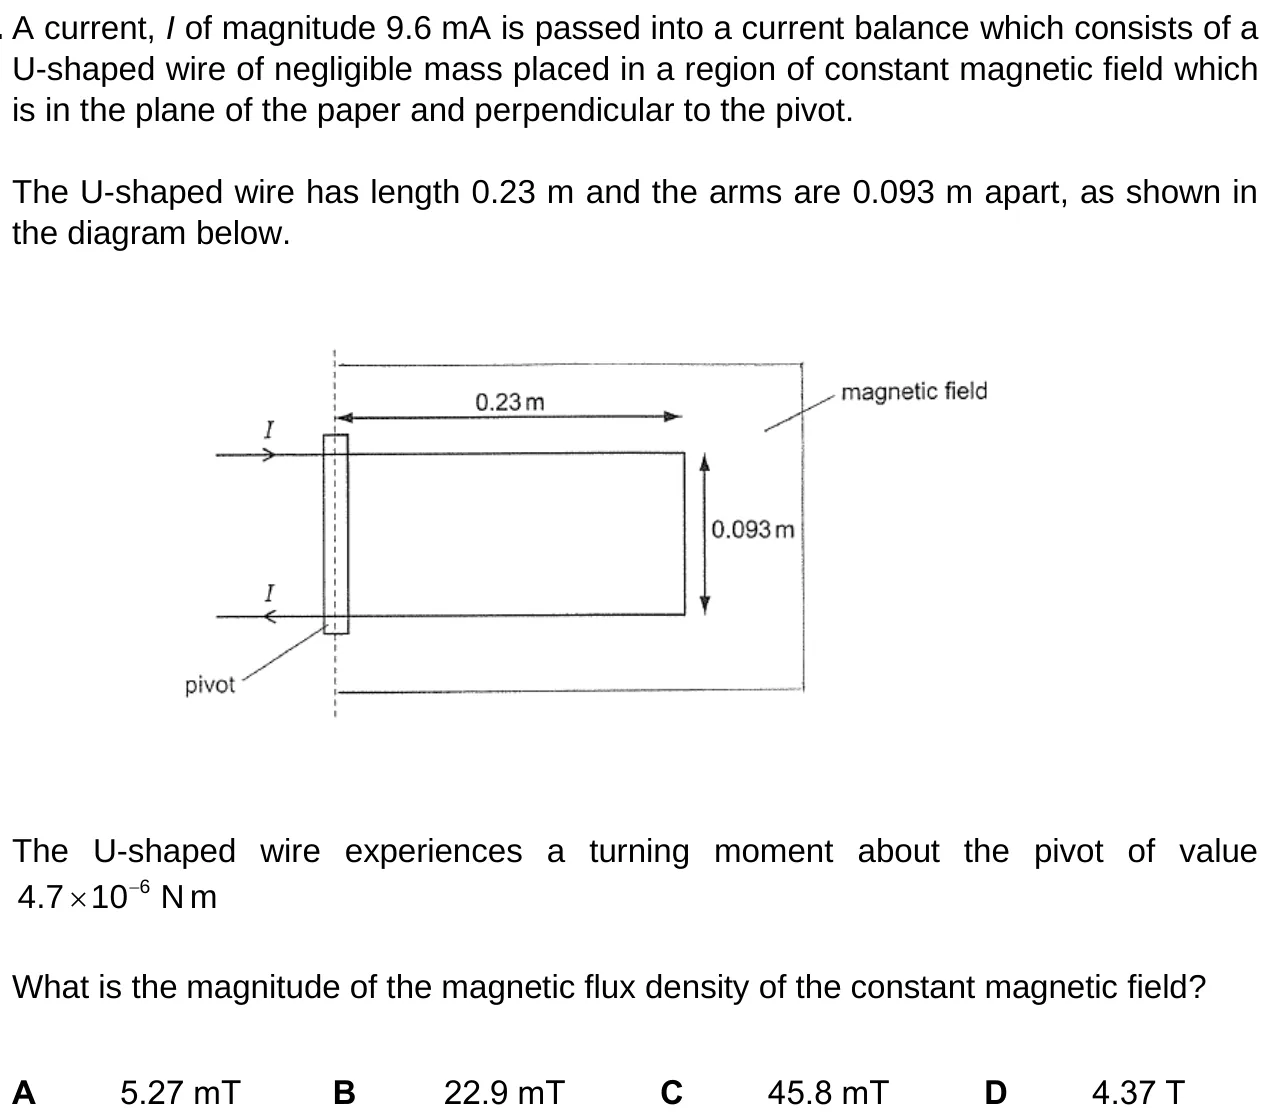 . A current, I of magnitude 9.6 mA is passed into a current balance which consists of a
U-shaped wire of negligible mass placed in a region of constant magnetic field which
is in the plane of the paper and perpendicular to the pivot.
The U-shaped wire has length 0.23 m and the arms are 0.093 m apart, as shown in
the diagram below.
magnetic field
0.23 m
I
0.093 m
I
pivot
The U-shaped wire experiences a turning moment about the pivot of value
4.7 × 10⁻⁶ N m
What is the magnitude of the magnetic flux density of the constant magnetic field?
A 5.27 mT B 22.9 mT C 45.8 mT D 4.37 T